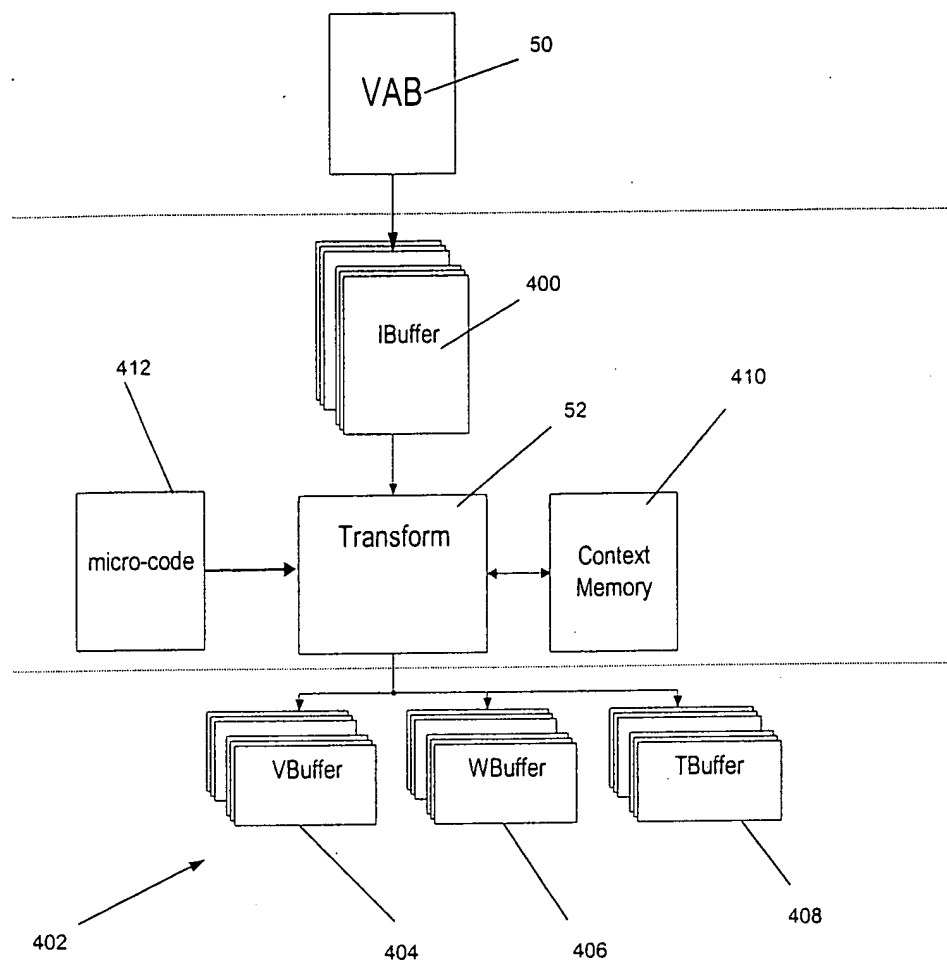 50
VAB
400
IBuffer
412
52
410
Transform
micro-code
Context
Memory
VBuffer
WBuffer
TBuffer
402
404
406
408